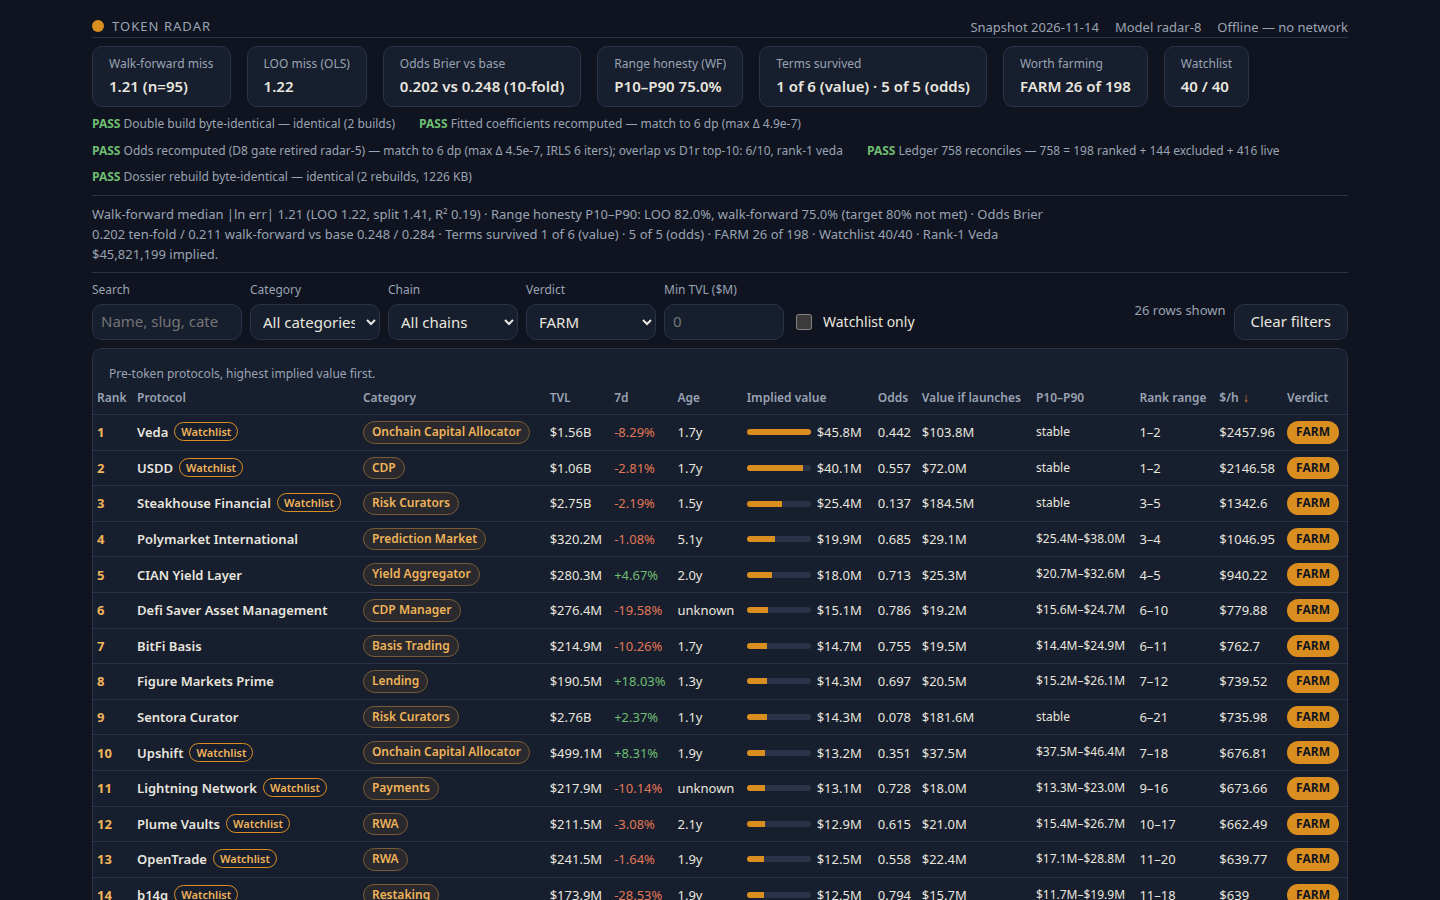 TOKEN RADAR
Snapshot 2026-11-14 Model radar-8 Offline — no network
Walk-forward miss LOO miss (OLS) Odds Brier vs base Range honesty (WF) Terms survived Worth farming Watchlist
1.21 (n=95) 1.22 0.202 vs 0.248 (10-fold) P10–P90 75.0% 1 of 6 (value) · 5 of 5 (odds) FARM 26 of 198 40 / 40
PASS Double build byte-identical — identical (2 builds) PASS Fitted coefficients recomputed — match to 6 dp (max Δ 4.9e-7)
PASS Odds recomputed (D8 gate retired radar-5) — match to 6 dp (max Δ 4.5e-7, IRLS 6 iters); overlap vs D1r top-10: 6/10, rank-1 veda PASS Ledger 758 reconciles — 758 = 198 ranked + 144 excluded + 416 live
PASS Dossier rebuild byte-identical — identical (2 rebuilds, 1226 KB)
Walk-forward median |ln err| 1.21 (LOO 1.22, split 1.41, R² 0.19) · Range honesty P10–P90: LOO 82.0%, walk-forward 75.0% (target 80% not met) · Odds Brier
0.202 ten-fold / 0.211 walk-forward vs base 0.248 / 0.284 · Terms survived 1 of 6 (value) · 5 of 5 (odds) · FARM 26 of 198 · Watchlist 40/40 · Rank-1 Veda
$45,821,199 implied.
Search Category Chain Verdict Min TVL ($M)
Name, slug, cate All categories All chains FARM 0 Watchlist only 26 rows shown Clear filters
Pre-token protocols, highest implied value first.
Rank Protocol Category TVL 7d Age Implied value Odds Value if launches P10–P90 Rank range $/h ↓ Verdict
1 Veda Watchlist Onchain Capital Allocator $1.56B -8.29% 1.7y $45.8M 0.442 $103.8M stable 1–2 $2457.96 FARM
2 USDD Watchlist CDP $1.06B -2.81% 1.7y $40.1M 0.557 $72.0M stable 1–2 $2146.58 FARM
3 Steakhouse Financial Watchlist Risk Curators $2.75B -2.19% 1.5y $25.4M 0.137 $184.5M stable 3–5 $1342.6 FARM
4 Polymarket International Prediction Market $320.2M -1.08% 5.1y $19.9M 0.685 $29.1M $25.4M–$38.0M 3–4 $1046.95 FARM
5 CIAN Yield Layer Yield Aggregator $280.3M +4.67% 2.0y $18.0M 0.713 $25.3M $20.7M–$32.6M 4–5 $940.22 FARM
6 Defi Saver Asset Management CDP Manager $276.4M -19.58% unknown $15.1M 0.786 $19.2M $15.6M–$24.7M 6–10 $779.88 FARM
7 BitFi Basis Basis Trading $214.9M -10.26% 1.7y $14.7M 0.755 $19.5M $14.4M–$24.9M 6–11 $762.7 FARM
8 Figure Markets Prime Lending $190.5M +18.03% 1.3y $14.3M 0.697 $20.5M $15.2M–$26.1M 7–12 $739.52 FARM
9 Sentora Curator Risk Curators $2.76B +2.37% 1.1y $14.3M 0.078 $181.6M stable 6–21 $735.98 FARM
10 Upshift Watchlist Onchain Capital Allocator $499.1M +8.31% 1.9y $13.2M 0.351 $37.5M $37.5M–$46.4M 7–18 $676.81 FARM
11 Lightning Network Watchlist Payments $217.9M -10.14% unknown $13.1M 0.728 $18.0M $13.3M–$23.0M 9–16 $673.66 FARM
12 Plume Vaults Watchlist RWA $211.5M -3.08% 2.1y $12.9M 0.615 $21.0M $15.4M–$26.7M 10–17 $662.49 FARM
13 OpenTrade Watchlist RWA $241.5M -1.64% 1.9y $12.5M 0.558 $22.4M $17.1M–$28.8M 11–20 $639.77 FARM
14 b14g Watchlist Restaking $173.9M -28.53% 1.9y $12.5M 0.794 $15.7M $11.7M–$19.9M 11–18 $639 FARM